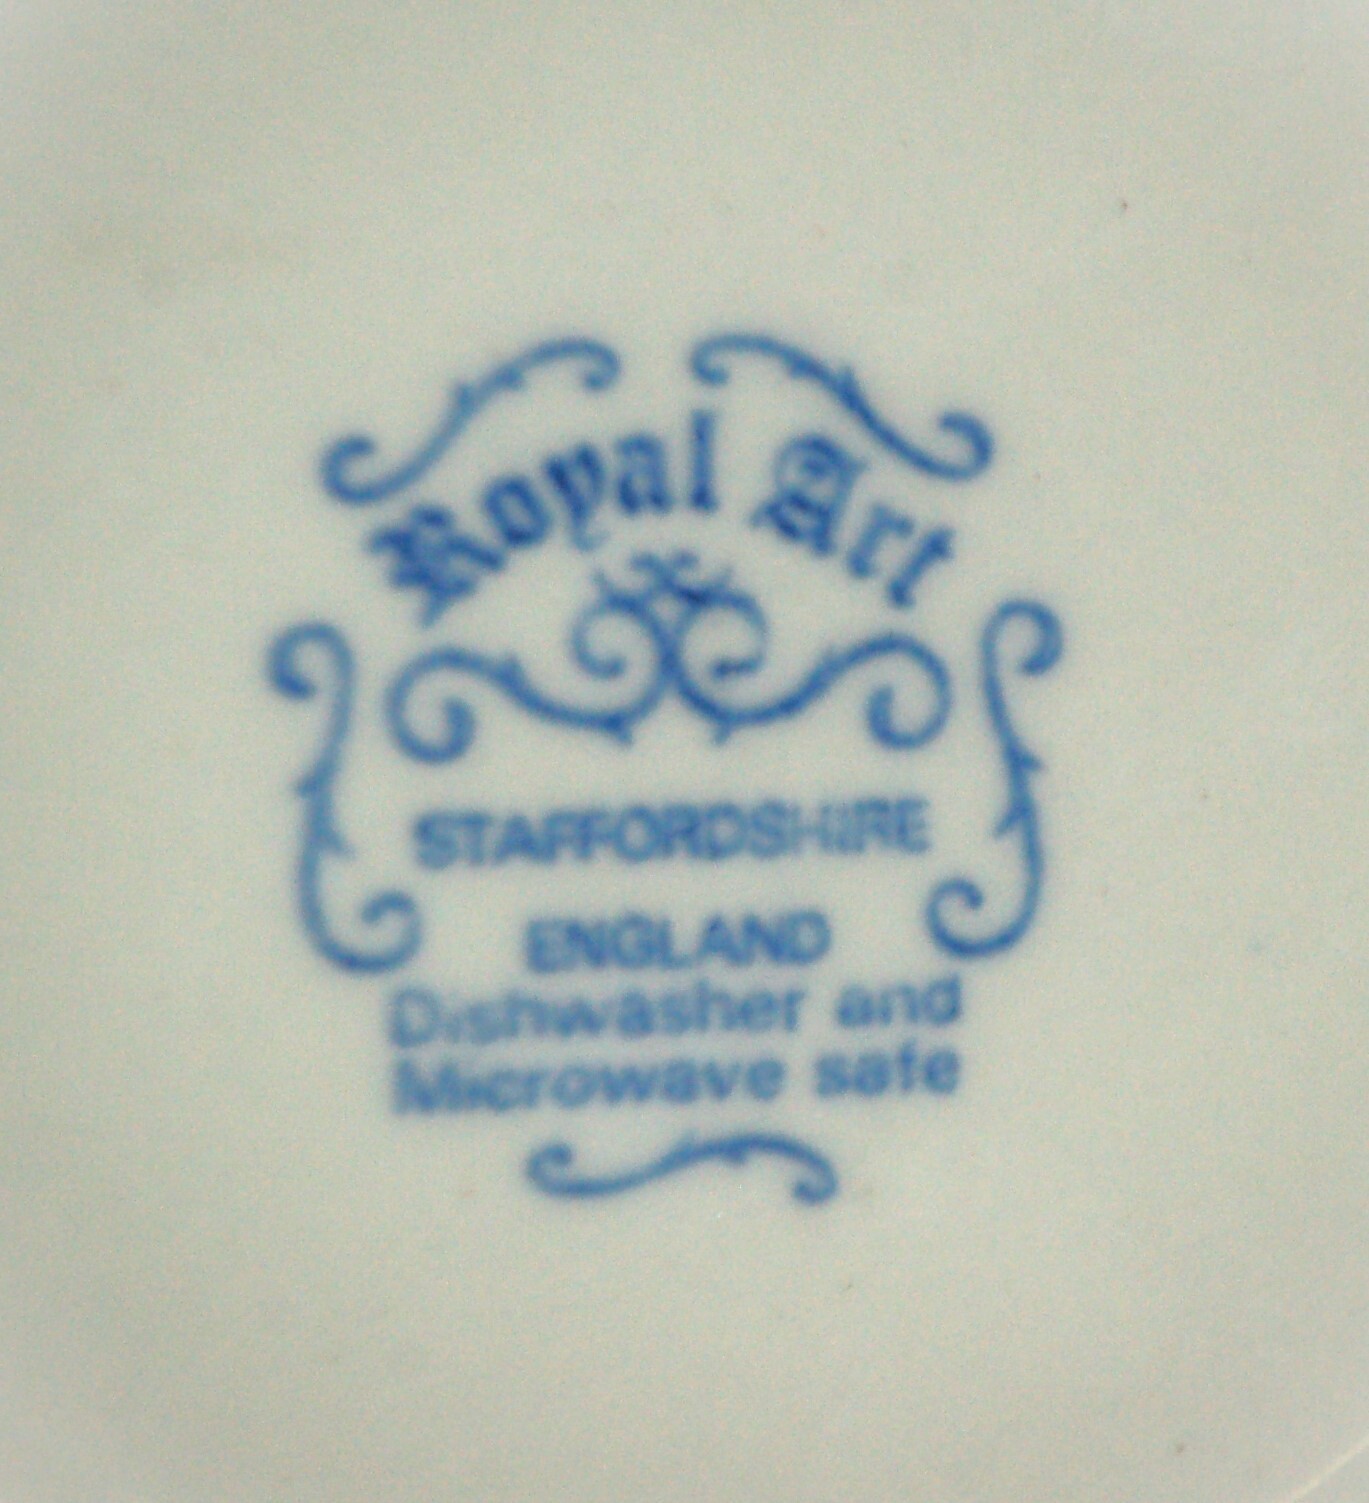 Royal Art
STAFFORDSHIRE
ENGLAND
Dishwasher and
Microwave safe